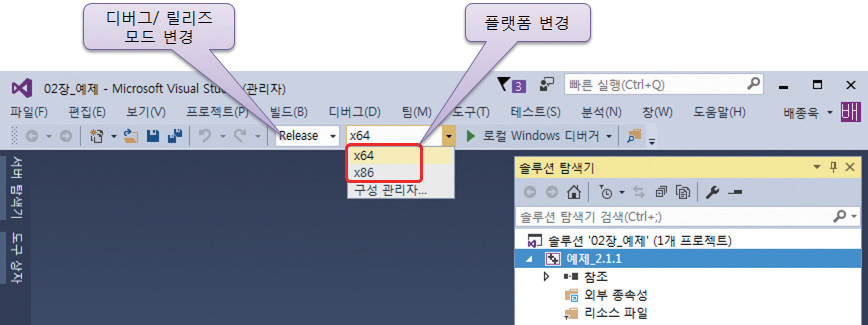 디버그/ 릴리즈
모드 변경
플랫폼 변경
02장_예제 - Microsoft Visual Stud (관리자)
3
빠른 실행(Ctrl+Q)
파일(F) 편집(E) 보기(V) 프로젝트(P) 빌드(B) 디버그(D) 팀(M) 도구(T) 테스트(S) 분석(N) 창(W) 도움말(H) 배종욱 배
Release x64 로컬 Windows 디버거
x64
x86
구성 관리자...
서버 탐색기
도구 상자
솔루션 탐색기
솔루션 탐색기 검색(Ctrl+;)
솔루션 '02장_예제' (1개 프로젝트)
예제_2.1.1
참조
외부 종속성
리소스 파일